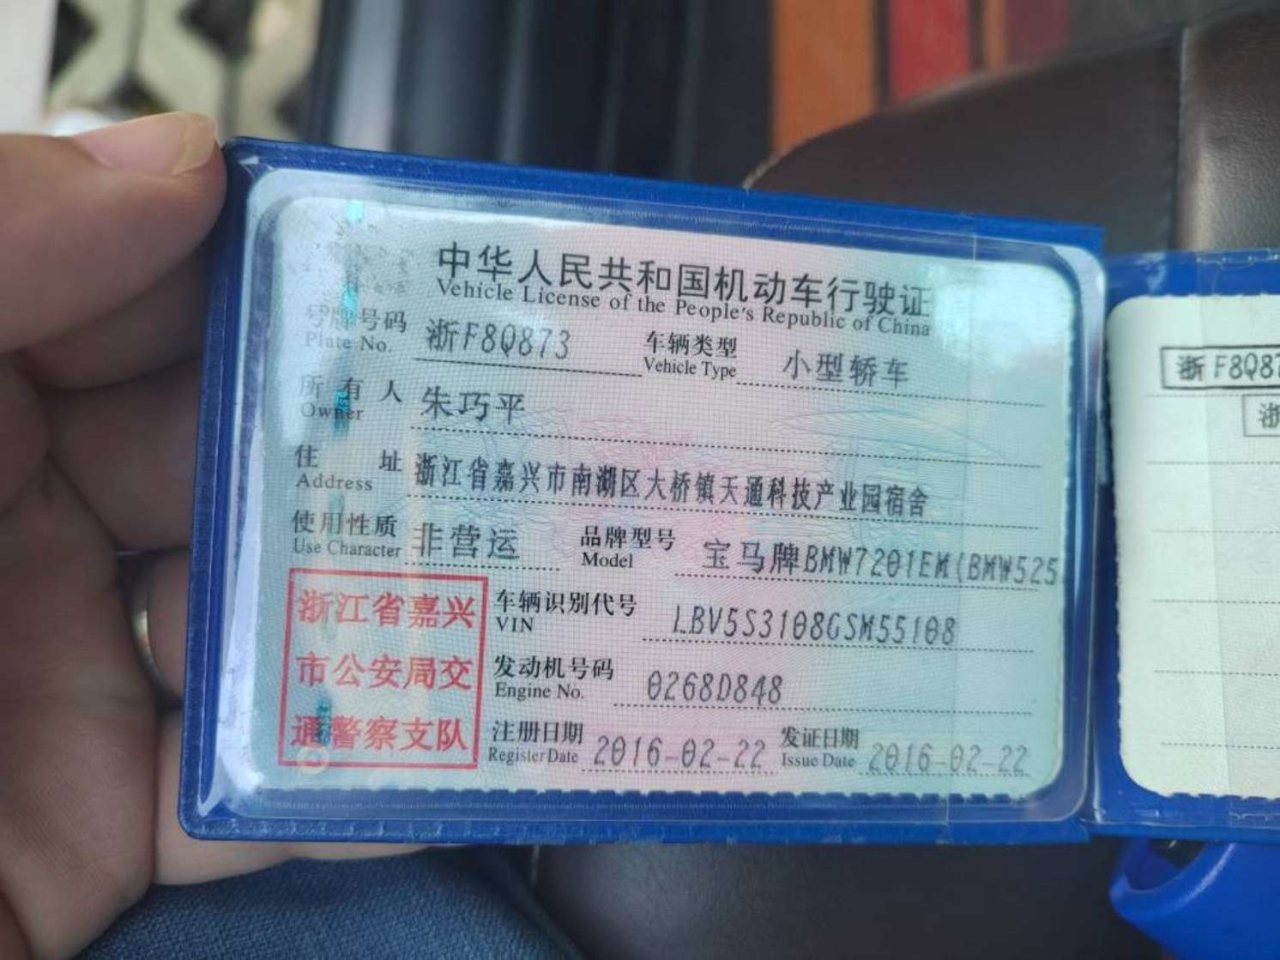 中华人民共和国机动车行驶证
Vehicle License of the People's Republic of China
号牌号码 浙F8Q873 车辆类型 小型轿车
Plate No. Vehicle Type
所有人 朱巧平
Owner
住址 浙江省嘉兴市南湖区大桥镇天通科技产业园宿舍
Address
使用性质 非营运 品牌型号 宝马牌BMW7201EM(BMW525
Use Character Model
浙江省嘉兴
市公安局交
通警察支队
车辆识别代号 LBV5S3108GSM55108
VIN
发动机号码 0268D848
Engine No.
注册日期 2016-02-22 发证日期 2016-02-22
Register Date Issue Date
浙F8Q87
浙